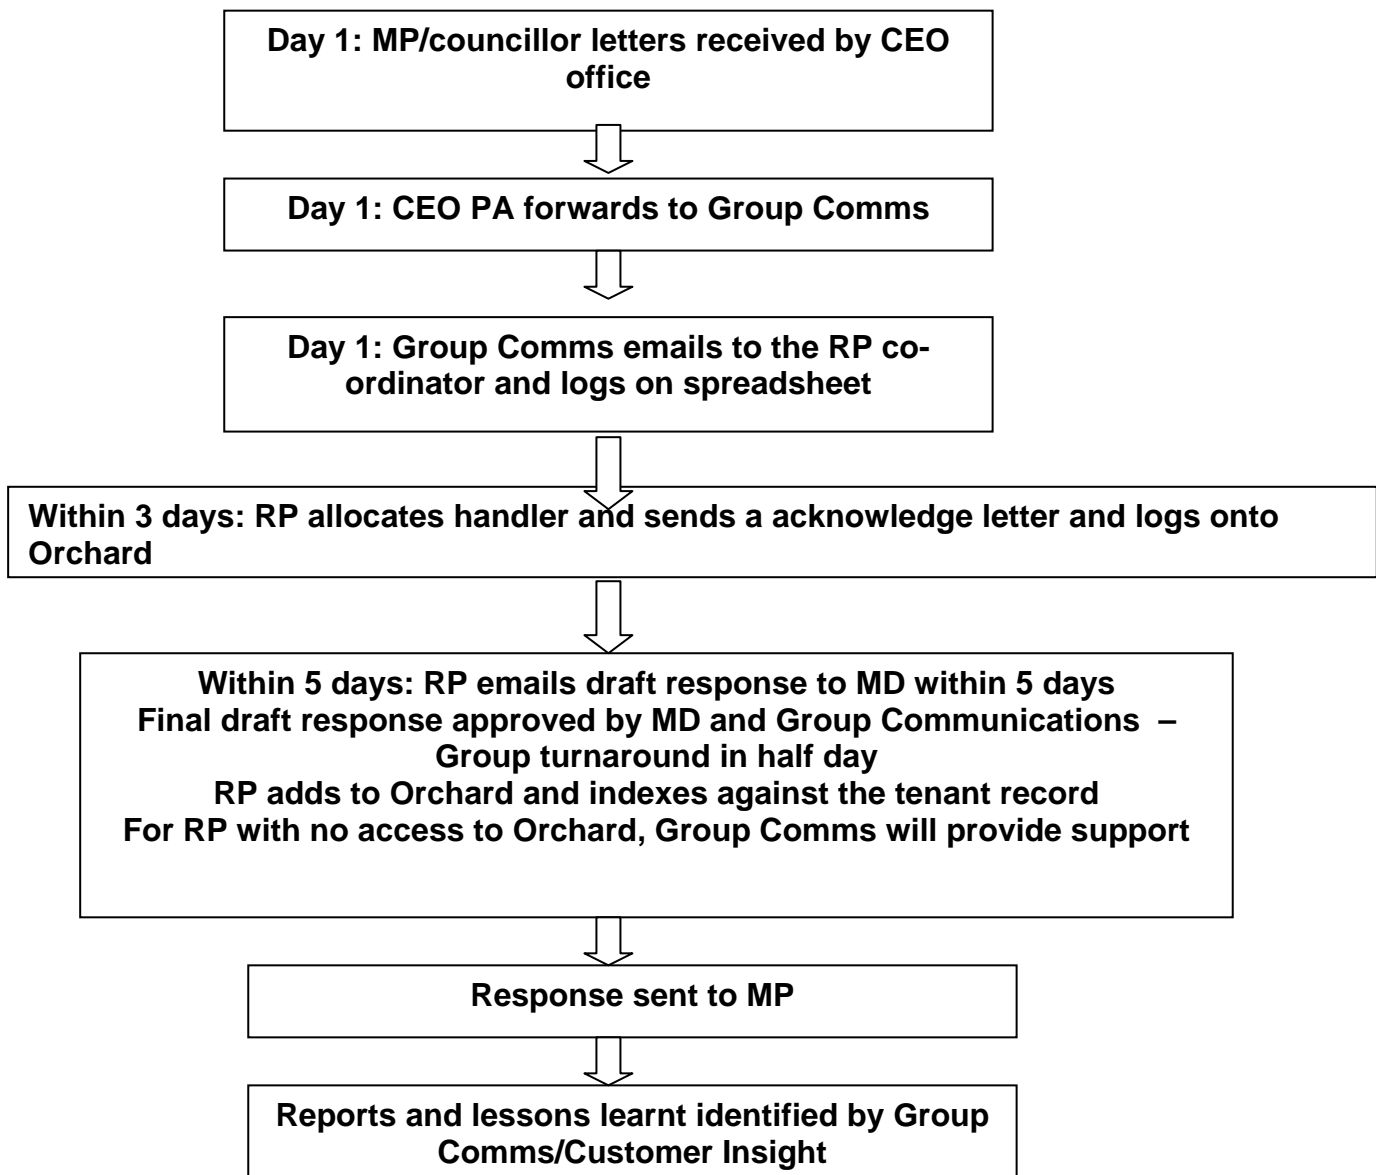 Day 1: MP/councillor letters received by CEO
office
Day 1: CEO PA forwards to Group Comms
Day 1: Group Comms emails to the RP co-
ordinator and logs on spreadsheet
Within 3 days: RP allocates handler and sends a acknowledge letter and logs onto
Orchard
Within 5 days: RP emails draft response to MD within 5 days
Final draft response approved by MD and Group Communications –
Group turnaround in half day
RP adds to Orchard and indexes against the tenant record
For RP with no access to Orchard, Group Comms will provide support
Response sent to MP
Reports and lessons learnt identified by Group
Comms/Customer Insight